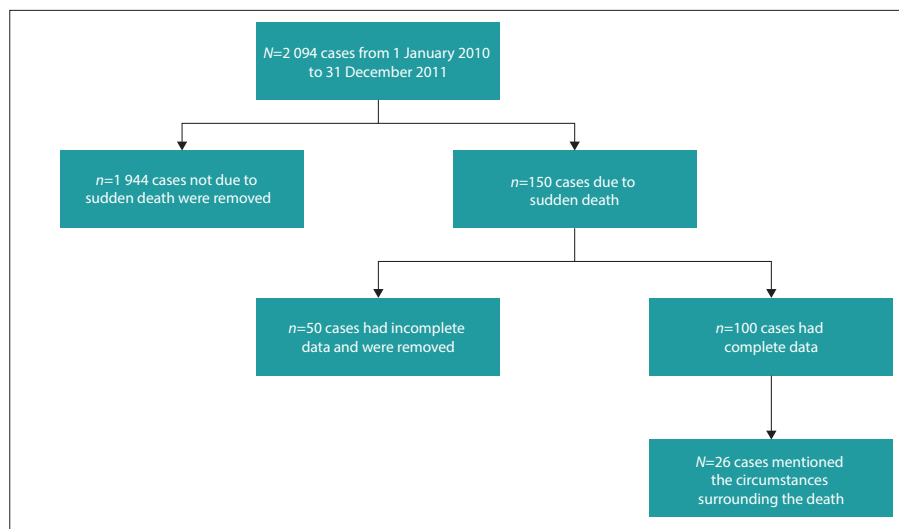 N=2 094 cases from 1 January 2010
to 31 December 2011
n=1 944 cases not due to
sudden death were removed
n=150 cases due to
sudden death
n=50 cases had incomplete
data and were removed
n=100 cases had
complete data
N=26 cases mentioned
the circumstances
surrounding the death